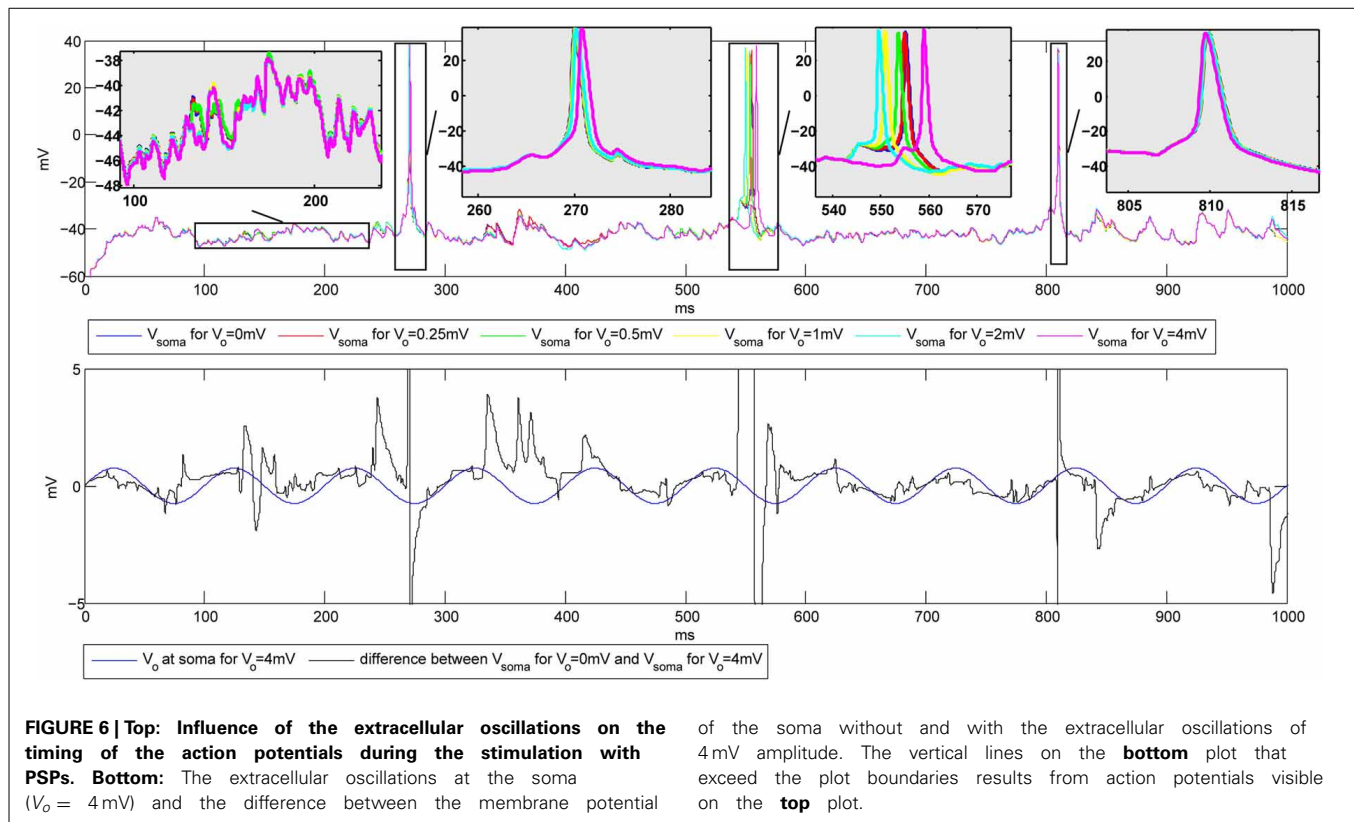 40
20
0
−20
−40
−60
mV
0 100 200 300 400 500 600 700 800 900 1000
ms
−38
−40
−42
−44
−46
−48
100 200
20
0
−20
−40
260 270 280
20
0
−20
−40
540 550 560 570
20
0
−20
−40
805 810 815
V_soma for V_o=0mV V_soma for V_o=0.25mV V_soma for V_o=0.5mV V_soma for V_o=1mV V_soma for V_o=2mV V_soma for V_o=4mV
5
0
−5
mV
0 100 200 300 400 500 600 700 800 900 1000
ms
V_o at soma for V_o=4mV difference between V_soma for V_o=0mV and V_soma for V_o=4mV
FIGURE 6 | Top: Influence of the extracellular oscillations on the
timing of the action potentials during the stimulation with
PSPs. Bottom: The extracellular oscillations at the soma
(V_o = 4 mV) and the difference between the membrane potential
of the soma without and with the extracellular oscillations of
4 mV amplitude. The vertical lines on the bottom plot that
exceed the plot boundaries results from action potentials visible
on the top plot.